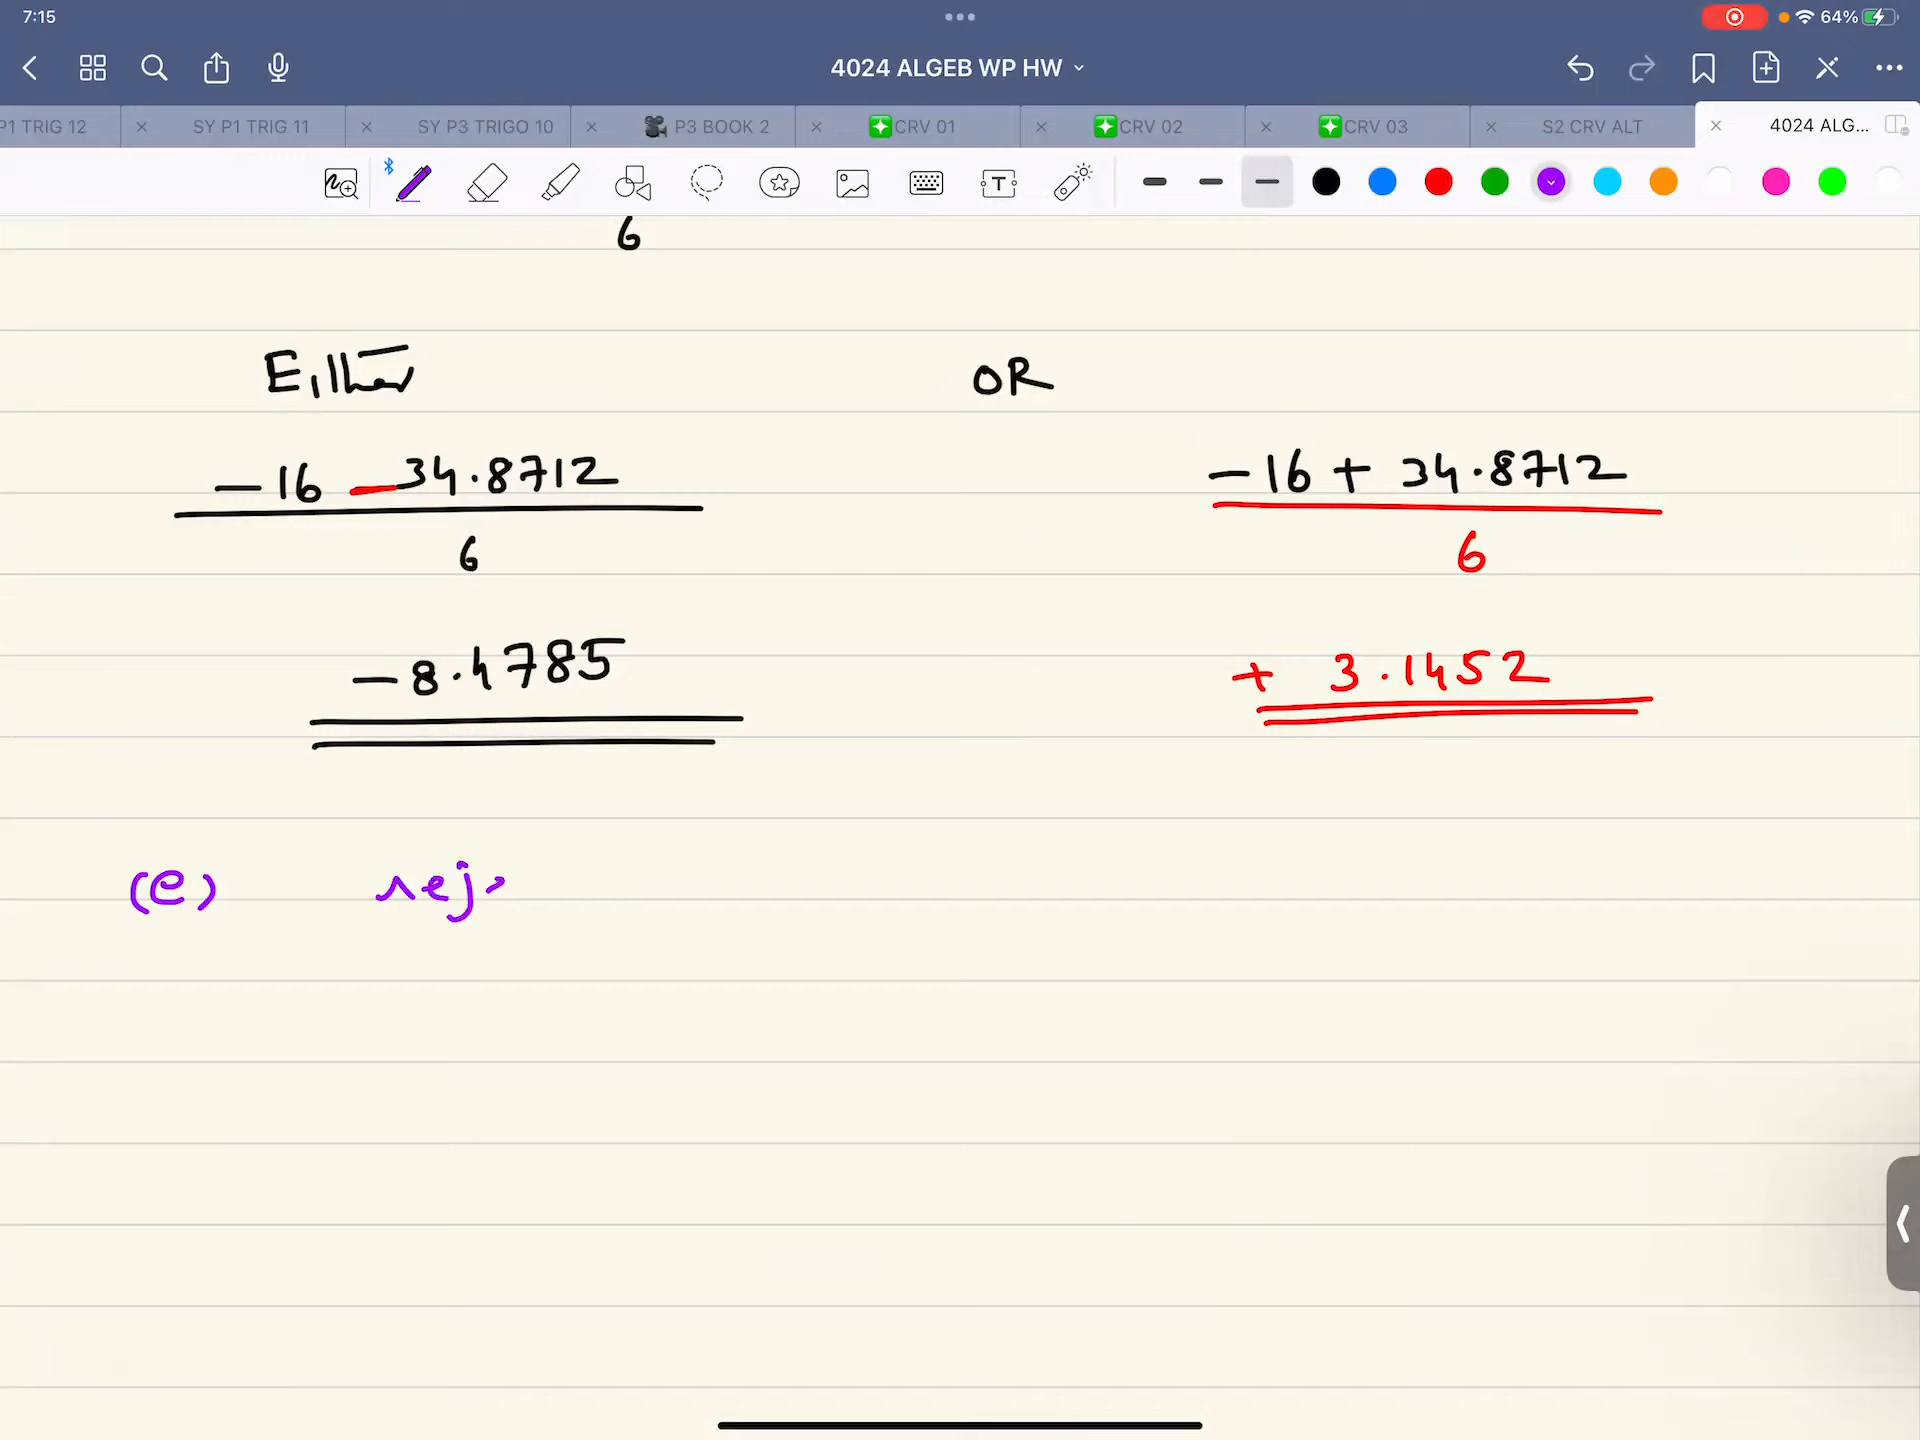 7:15
64%
4024 ALGEB WP HW
P1 TRIG 12
SY P1 TRIG 11
SY P3 TRIGO 10
P3 BOOK 2
CRV 01
CRV 02
CRV 03
S2 CRV ALT
4024 ALG...
T
6
Either OR
-16 - 34.8712
6
-16 + 34.8712
6
-8.4785
+ 3.1452
(e) rej